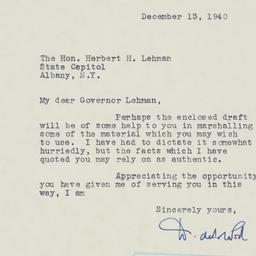 December 13, 1940
The Hon. Herbert H. Lehman
State Capitol
Albany, N.Y.
My dear Governor Lehman,
Perhaps the enclosed draft
will be of some help to you in marshalling
some of the material which you may wish
to use. I have had to dictate it somewhat
hurriedly, but the facts which I have
quoted you may rely on as authentic.
Appreciating the opportunity
you have given me of serving you in this
way, I am
Sincerely yours,